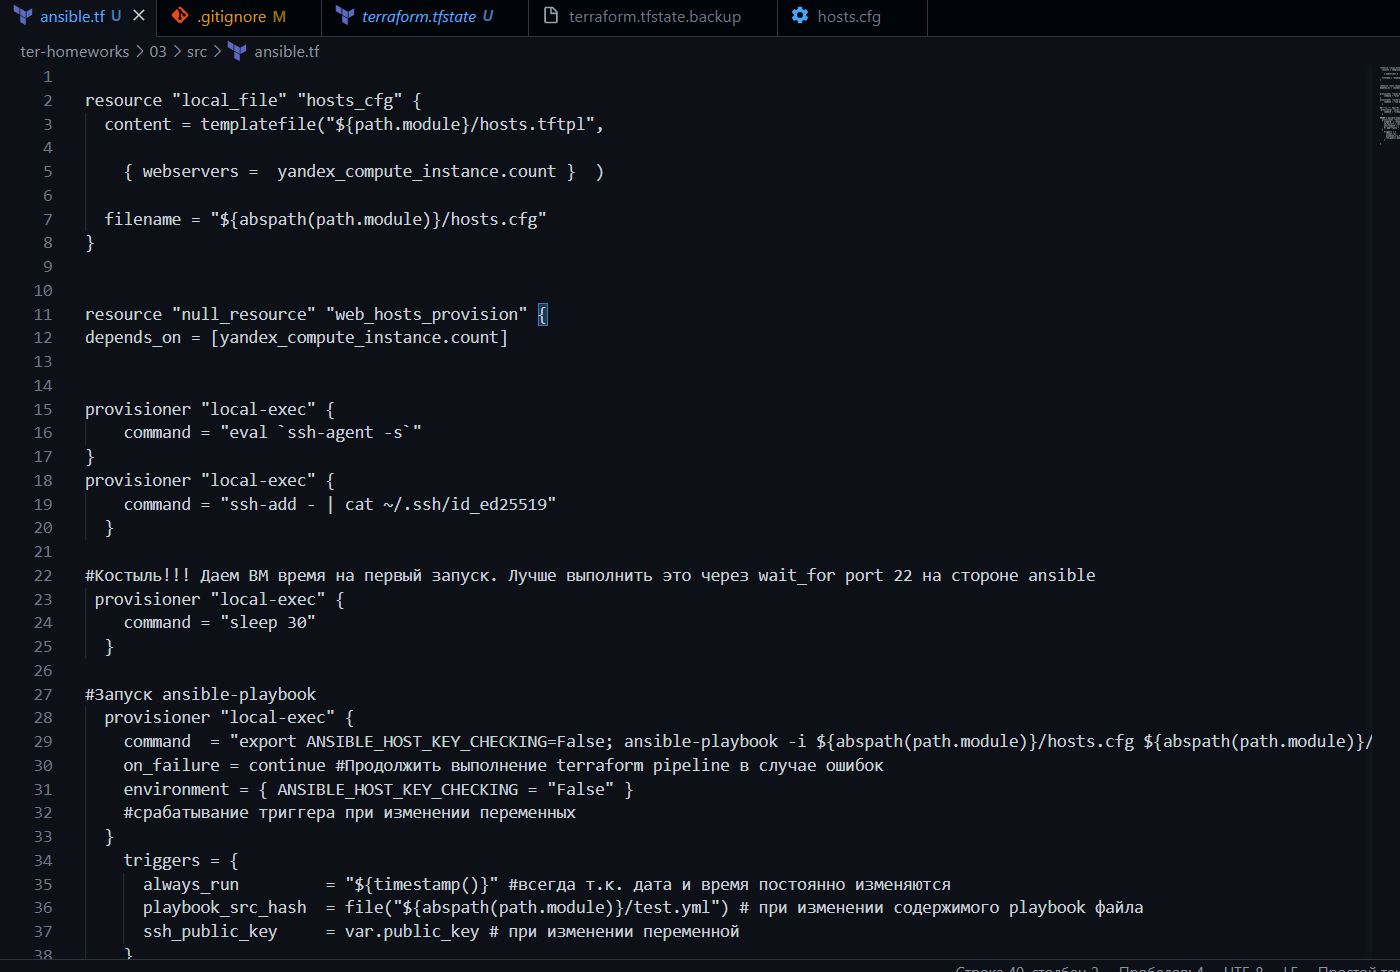 ansible.tf U × .gitignore M terraform.tfstate U terraform.tfstate.backup hosts.cfg
ter-homeworks > 03 > src > ansible.tf
1
2 resource "local_file" "hosts_cfg" {
3 content = templatefile("${path.module}/hosts.tftpl",
4
5 { webservers =  yandex_compute_instance.count }  )
6
7 filename = "${abspath(path.module)}/hosts.cfg"
8 }
9
10
11 resource "null_resource" "web_hosts_provision" {
12 depends_on = [yandex_compute_instance.count]
13
14
15 provisioner "local-exec" {
16 command = "eval `ssh-agent -s`"
17 }
18 provisioner "local-exec" {
19 command = "ssh-add - | cat ~/.ssh/id_ed25519"
20 }
21
22 #Костыль!!! Даем ВМ время на первый запуск. Лучше выполнить это через wait_for port 22 на стороне ansible
23 provisioner "local-exec" {
24 command = "sleep 30"
25 }
26
27 #Запуск ansible-playbook
28 provisioner "local-exec" {
29 command  = "export ANSIBLE_HOST_KEY_CHECKING=False; ansible-playbook -i ${abspath(path.module)}/hosts.cfg ${abspath(path.module)}/
30 on_failure = continue #Продолжить выполнение terraform pipeline в случае ошибок
31 environment = { ANSIBLE_HOST_KEY_CHECKING = "False" }
32 #срабатывание триггера при изменении переменных
33 }
34 triggers = {
35 always_run         = "${timestamp()}" #всегда т.к. дата и время постоянно изменяются
36 playbook_src_hash  = file("${abspath(path.module)}/test.yml") # при изменении содержимого playbook файла
37 ssh_public_key     = var.public_key # при изменении переменной
38 }